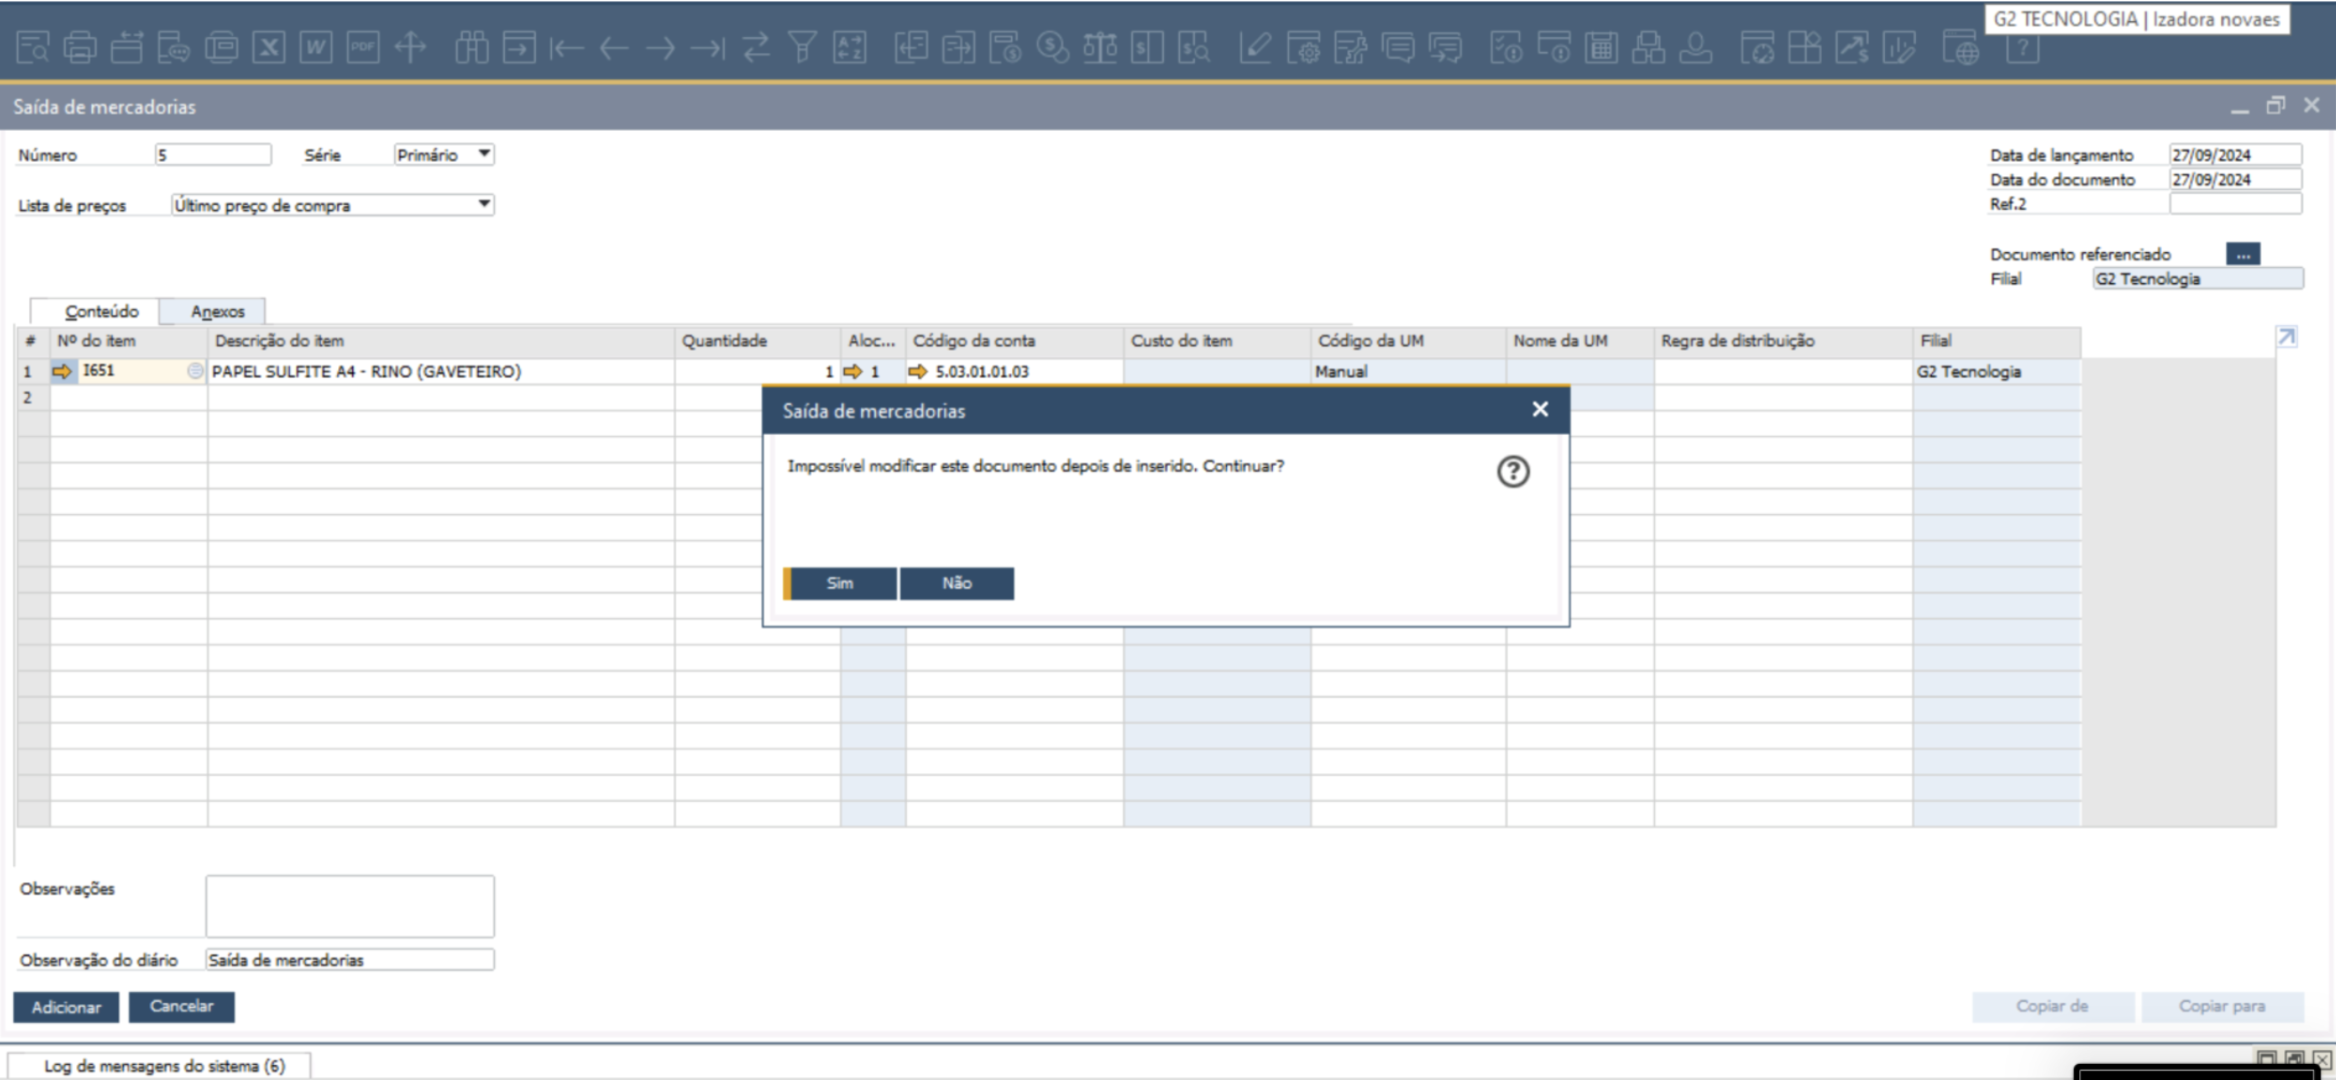 G2 TECNOLOGIA | Izadora novaes
Saída de mercadorias
Número 5 Série Primário
Data de lançamento 27/09/2024
Data do documento 27/09/2024
Lista de preços Último preço de compra
Ref.2
Documento referenciado ...
Filial G2 Tecnologia
Conteúdo Anexos
# Nº do item Descrição do item Quantidade Aloc... Código da conta Custo do item Código da UM Nome da UM Regra de distribuição Filial
1 I651 PAPEL SULFITE A4 - RINO (GAVETEIRO) 1 1 5.03.01.01.03 Manual G2 Tecnologia
2
Saída de mercadorias
Impossível modificar este documento depois de inserido. Continuar?
Sim Não
Observações
Observação do diário Saída de mercadorias
Adicionar Cancelar Copiar de Copiar para
Log de mensagens do sistema (6)